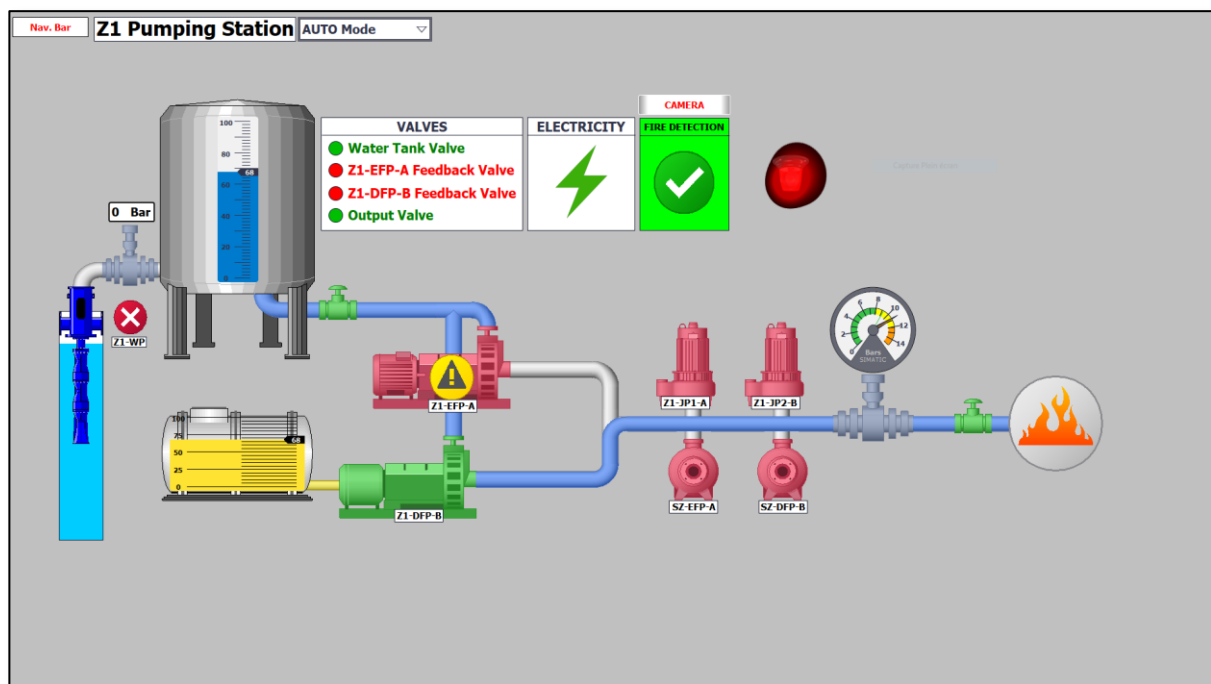 Nav. Bar
Z1 Pumping Station
AUTO Mode
CAMERA
VALVES
Water Tank Valve
Z1-EFP-A Feedback Valve
Z1-DFP-B Feedback Valve
Output Valve
ELECTRICITY
FIRE DETECTION
100
80
68
60
40
20
0
0 Bar
Z1-WP
Z1-EFP-A
100
75
68
50
25
0
Z1-DFP-B
Z1-JP1-A
Z1-JP2-B
SZ-EFP-A
SZ-DFP-B
0
2
4
6
8
10
12
14
Bars
SIMATIC